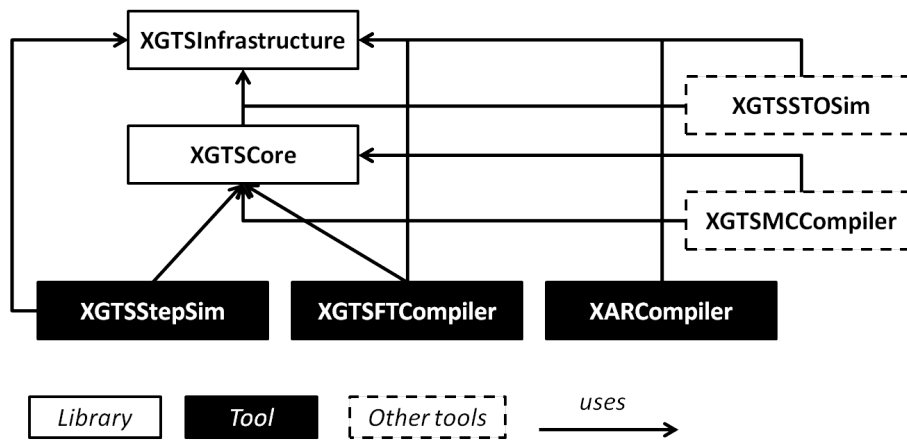 XGTSInfrastructure
XGTSSTOSim
XGTSCore
XGTSMCCompiler
XGTSStepSim
XGTSFTCompiler
XARCompiler
Library
Tool
Other tools
uses